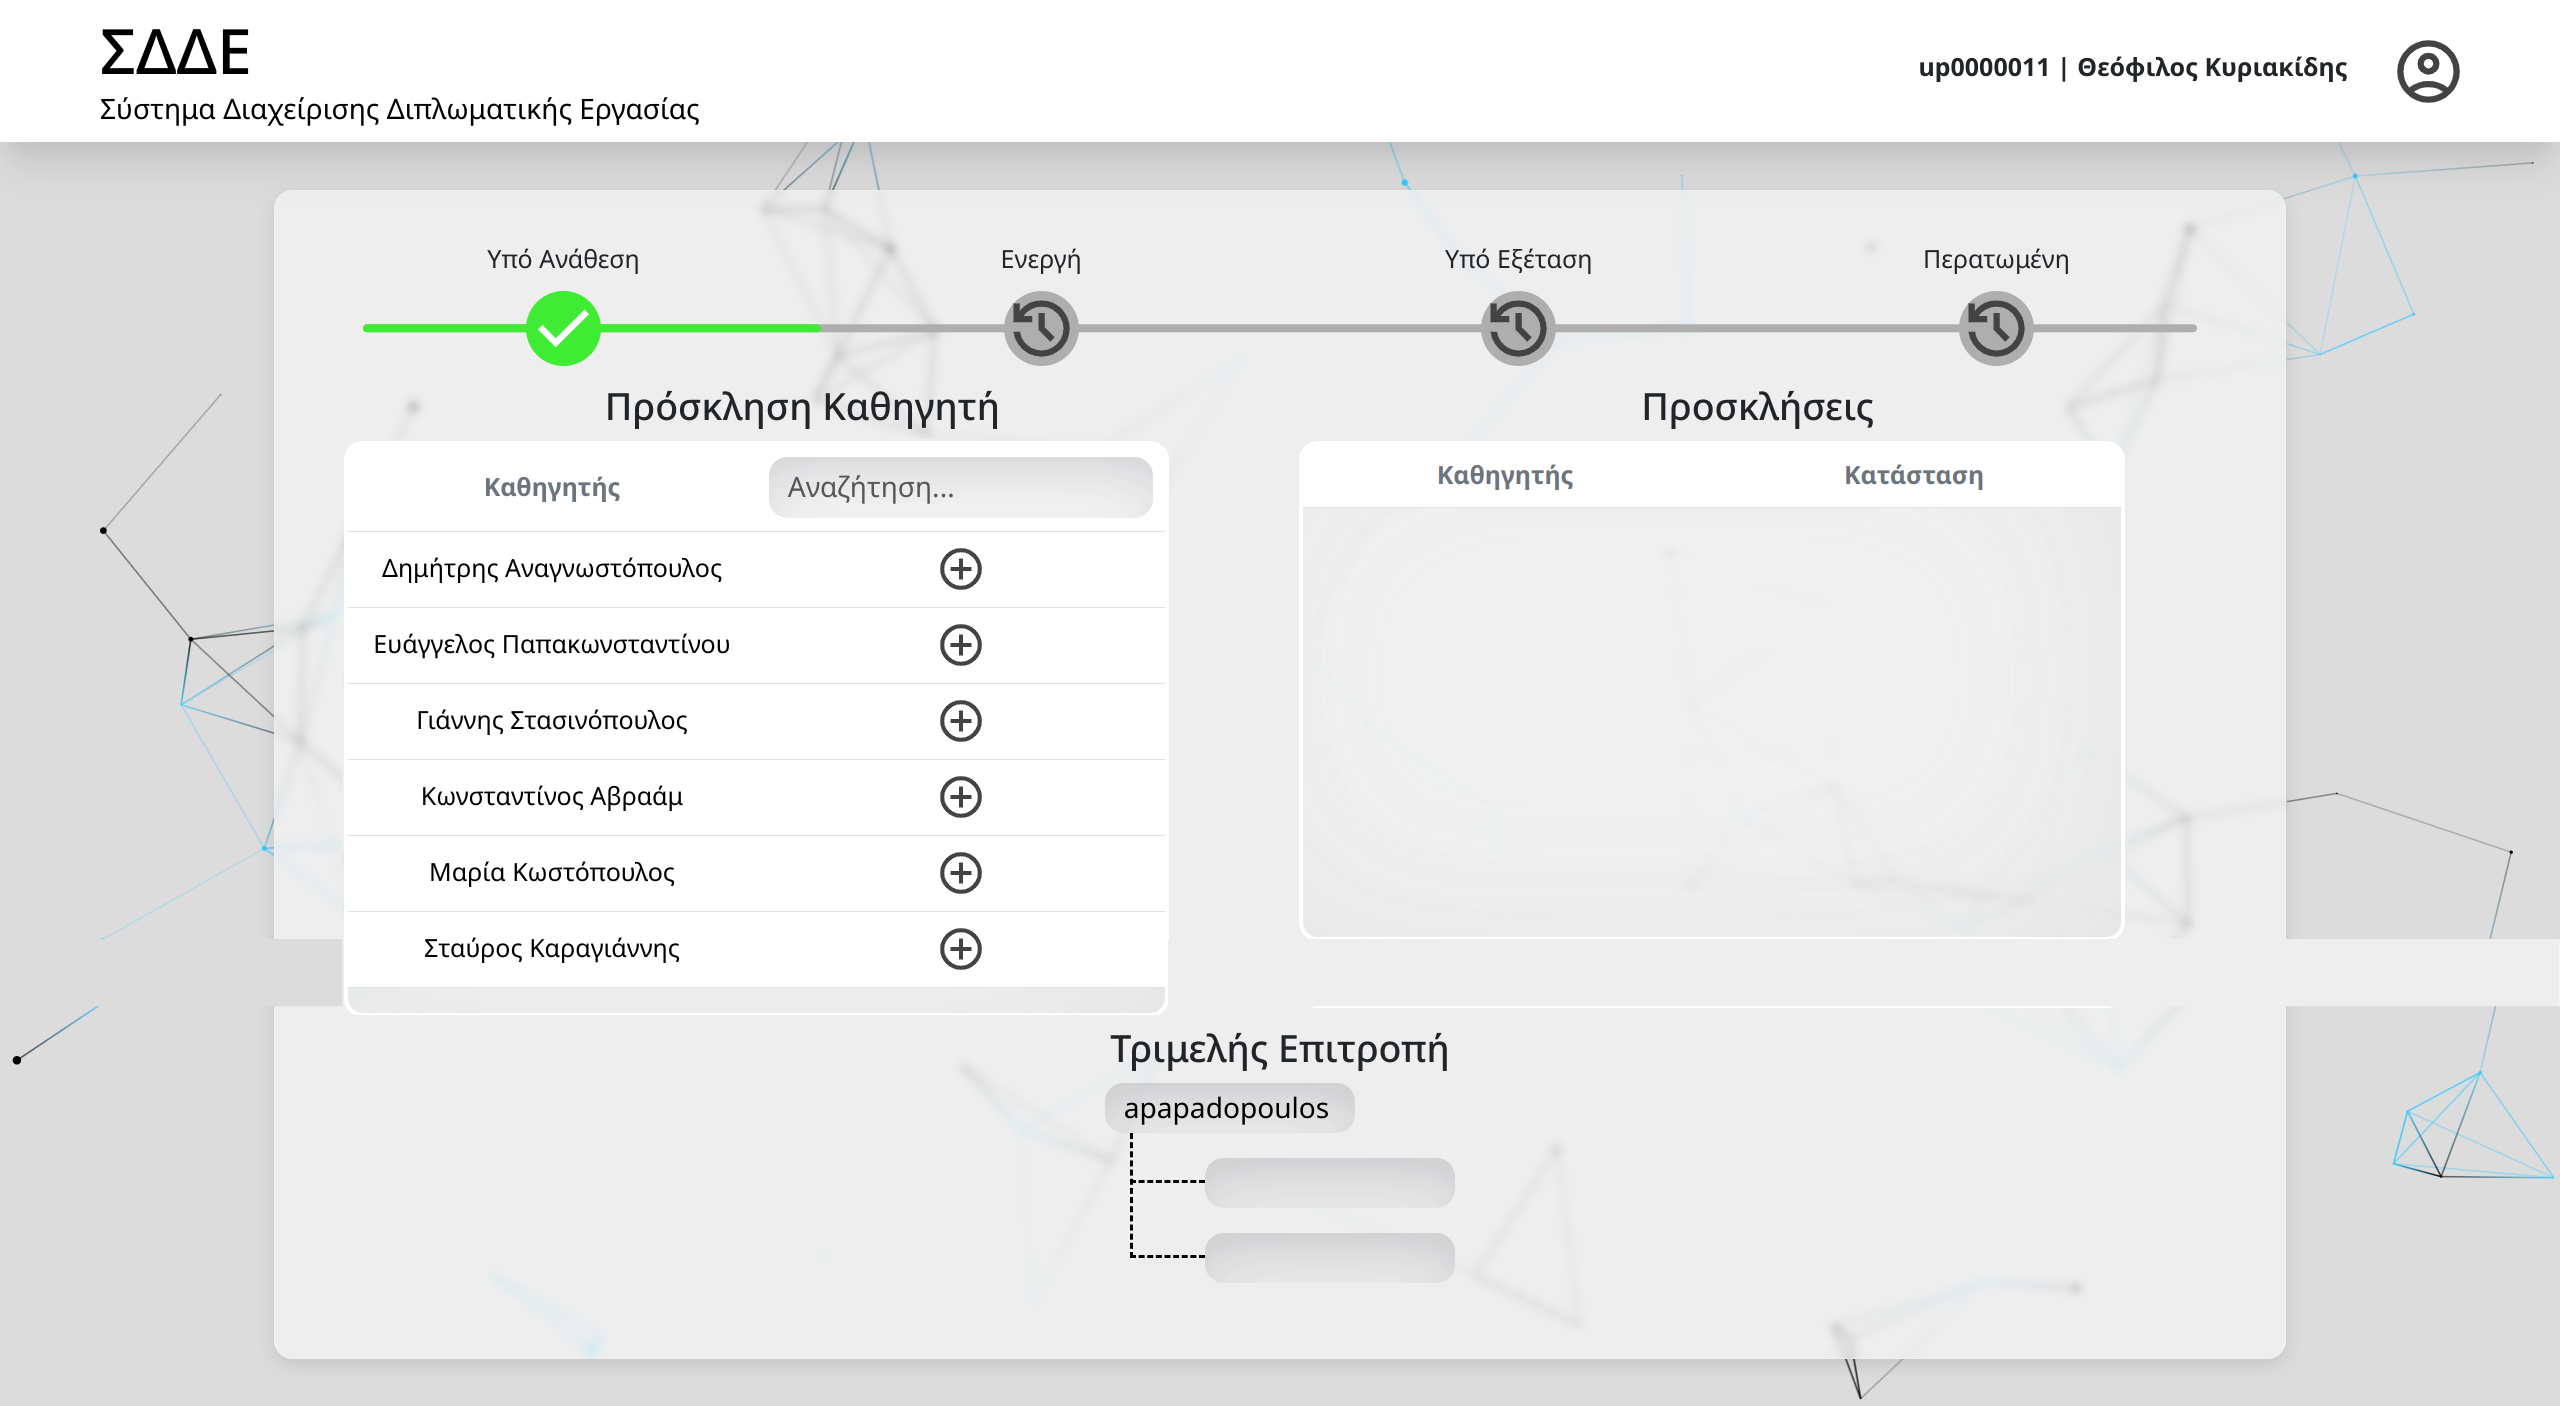 ΣΔΔΕ
Σύστημα Διαχείρισης Διπλωματικής Εργασίας
up0000011 | Θεόφιλος Κυριακίδης
Υπό Ανάθεση
Ενεργή
Υπό Εξέταση
Περατωμένη
Πρόσκληση Καθηγητή
Καθηγητής
Αναζήτηση...
Δημήτρης Αναγνωστόπουλος
Ευάγγελος Παπακωνσταντίνου
Γιάννης Στασινόπουλος
Κωνσταντίνος Αβραάμ
Μαρία Κωστόπουλος
Σταύρος Καραγιάννης
Προσκλήσεις
Καθηγητής
Κατάσταση
Τριμελής Επιτροπή
apapadopoulos